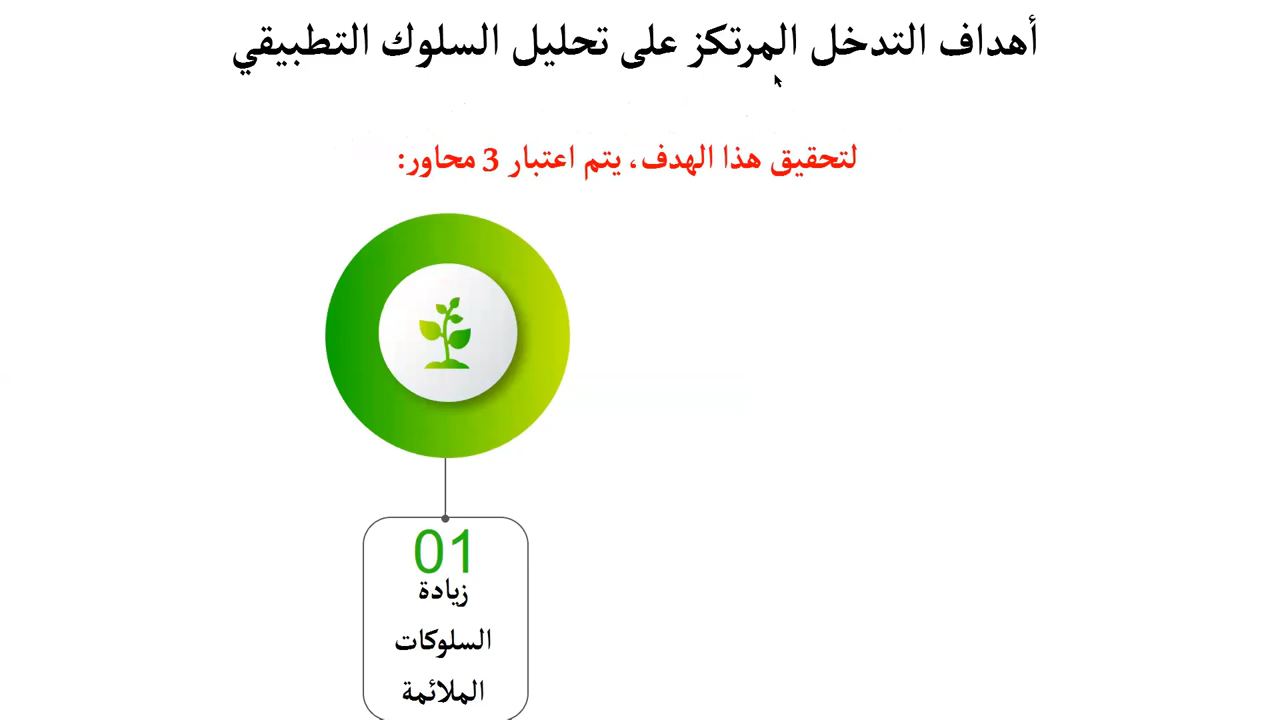 أهداف التدخل المرتكز على تحليل السلوك التطبيقي
لتحقيق هذا الهدف، يتم اعتبار 3 محاور:
01
زيادة
السلوكات
الملائمة